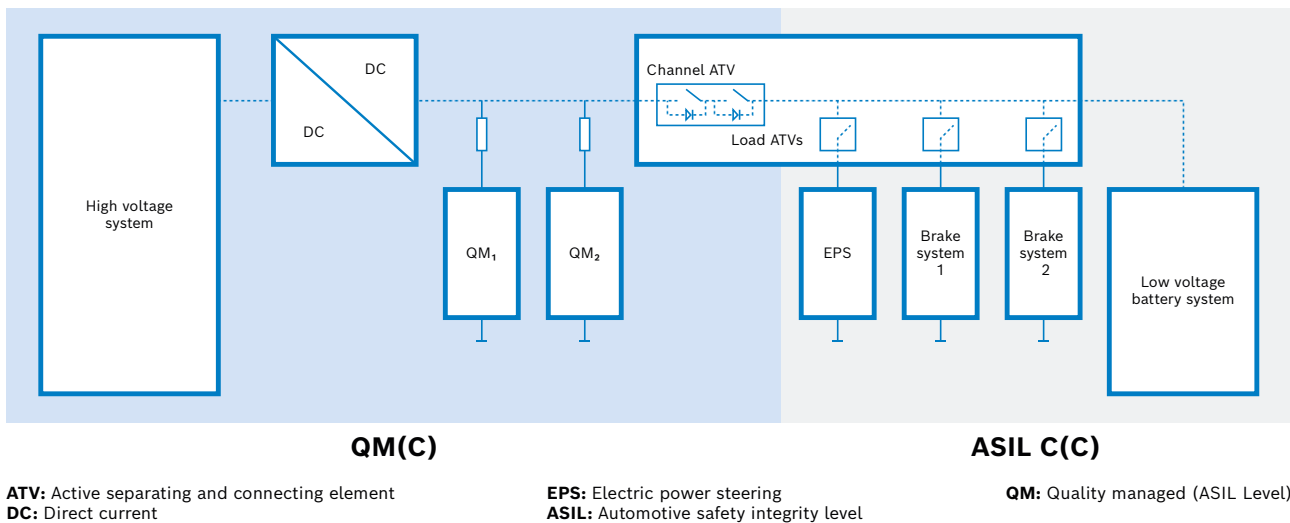 High voltage
system
DC
DC
QM₁
QM₂
Channel ATV
Load ATVs
EPS
Brake
system
1
Brake
system
2
Low voltage
battery system
QM(C)
ASIL C(C)
ATV: Active separating and connecting element
DC: Direct current
EPS: Electric power steering
ASIL: Automotive safety integrity level
QM: Quality managed (ASIL Level)